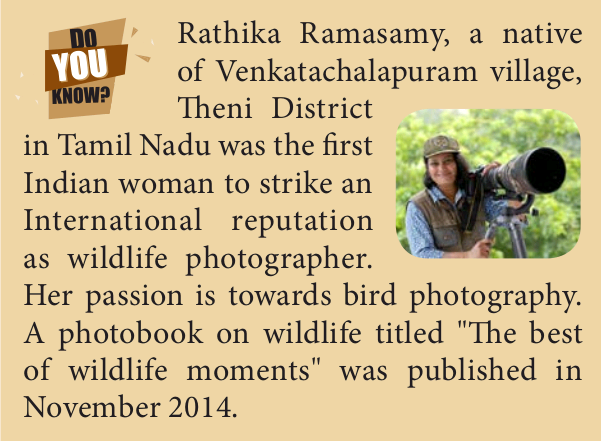 DO
YOU
KNOW?
Rathika Ramasamy, a native
of Venkatachalapuram village,
Theni District
in Tamil Nadu was the first
Indian woman to strike an
International reputation
as wildlife photographer.
Her passion is towards bird photography.
A photobook on wildlife titled "The best
of wildlife moments" was published in
November 2014.